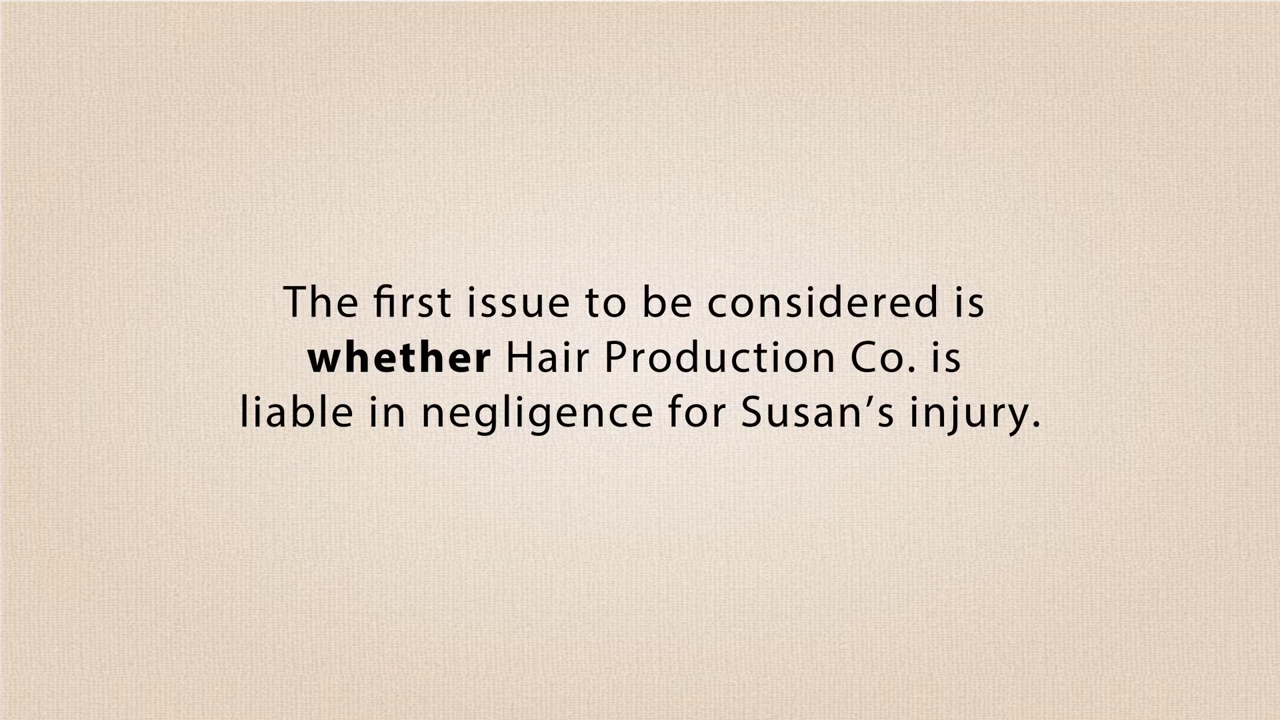 The first issue to be considered is
whether Hair Production Co. is
liable in negligence for Susan’s injury.